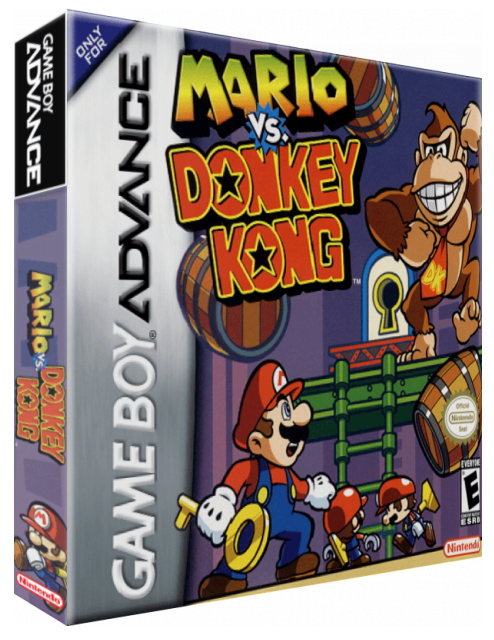 GAME BOY
ADVANCE
MARIO
VS.
DONKEY
KONG
Nintendo
ONLY
FOR
GAME BOY ADVANCE
MARIO
VS.
DONKEY
KONG
TM
DK
Official
Nintendo
Seal
EVERYONE
E
ESRB
Nintendo